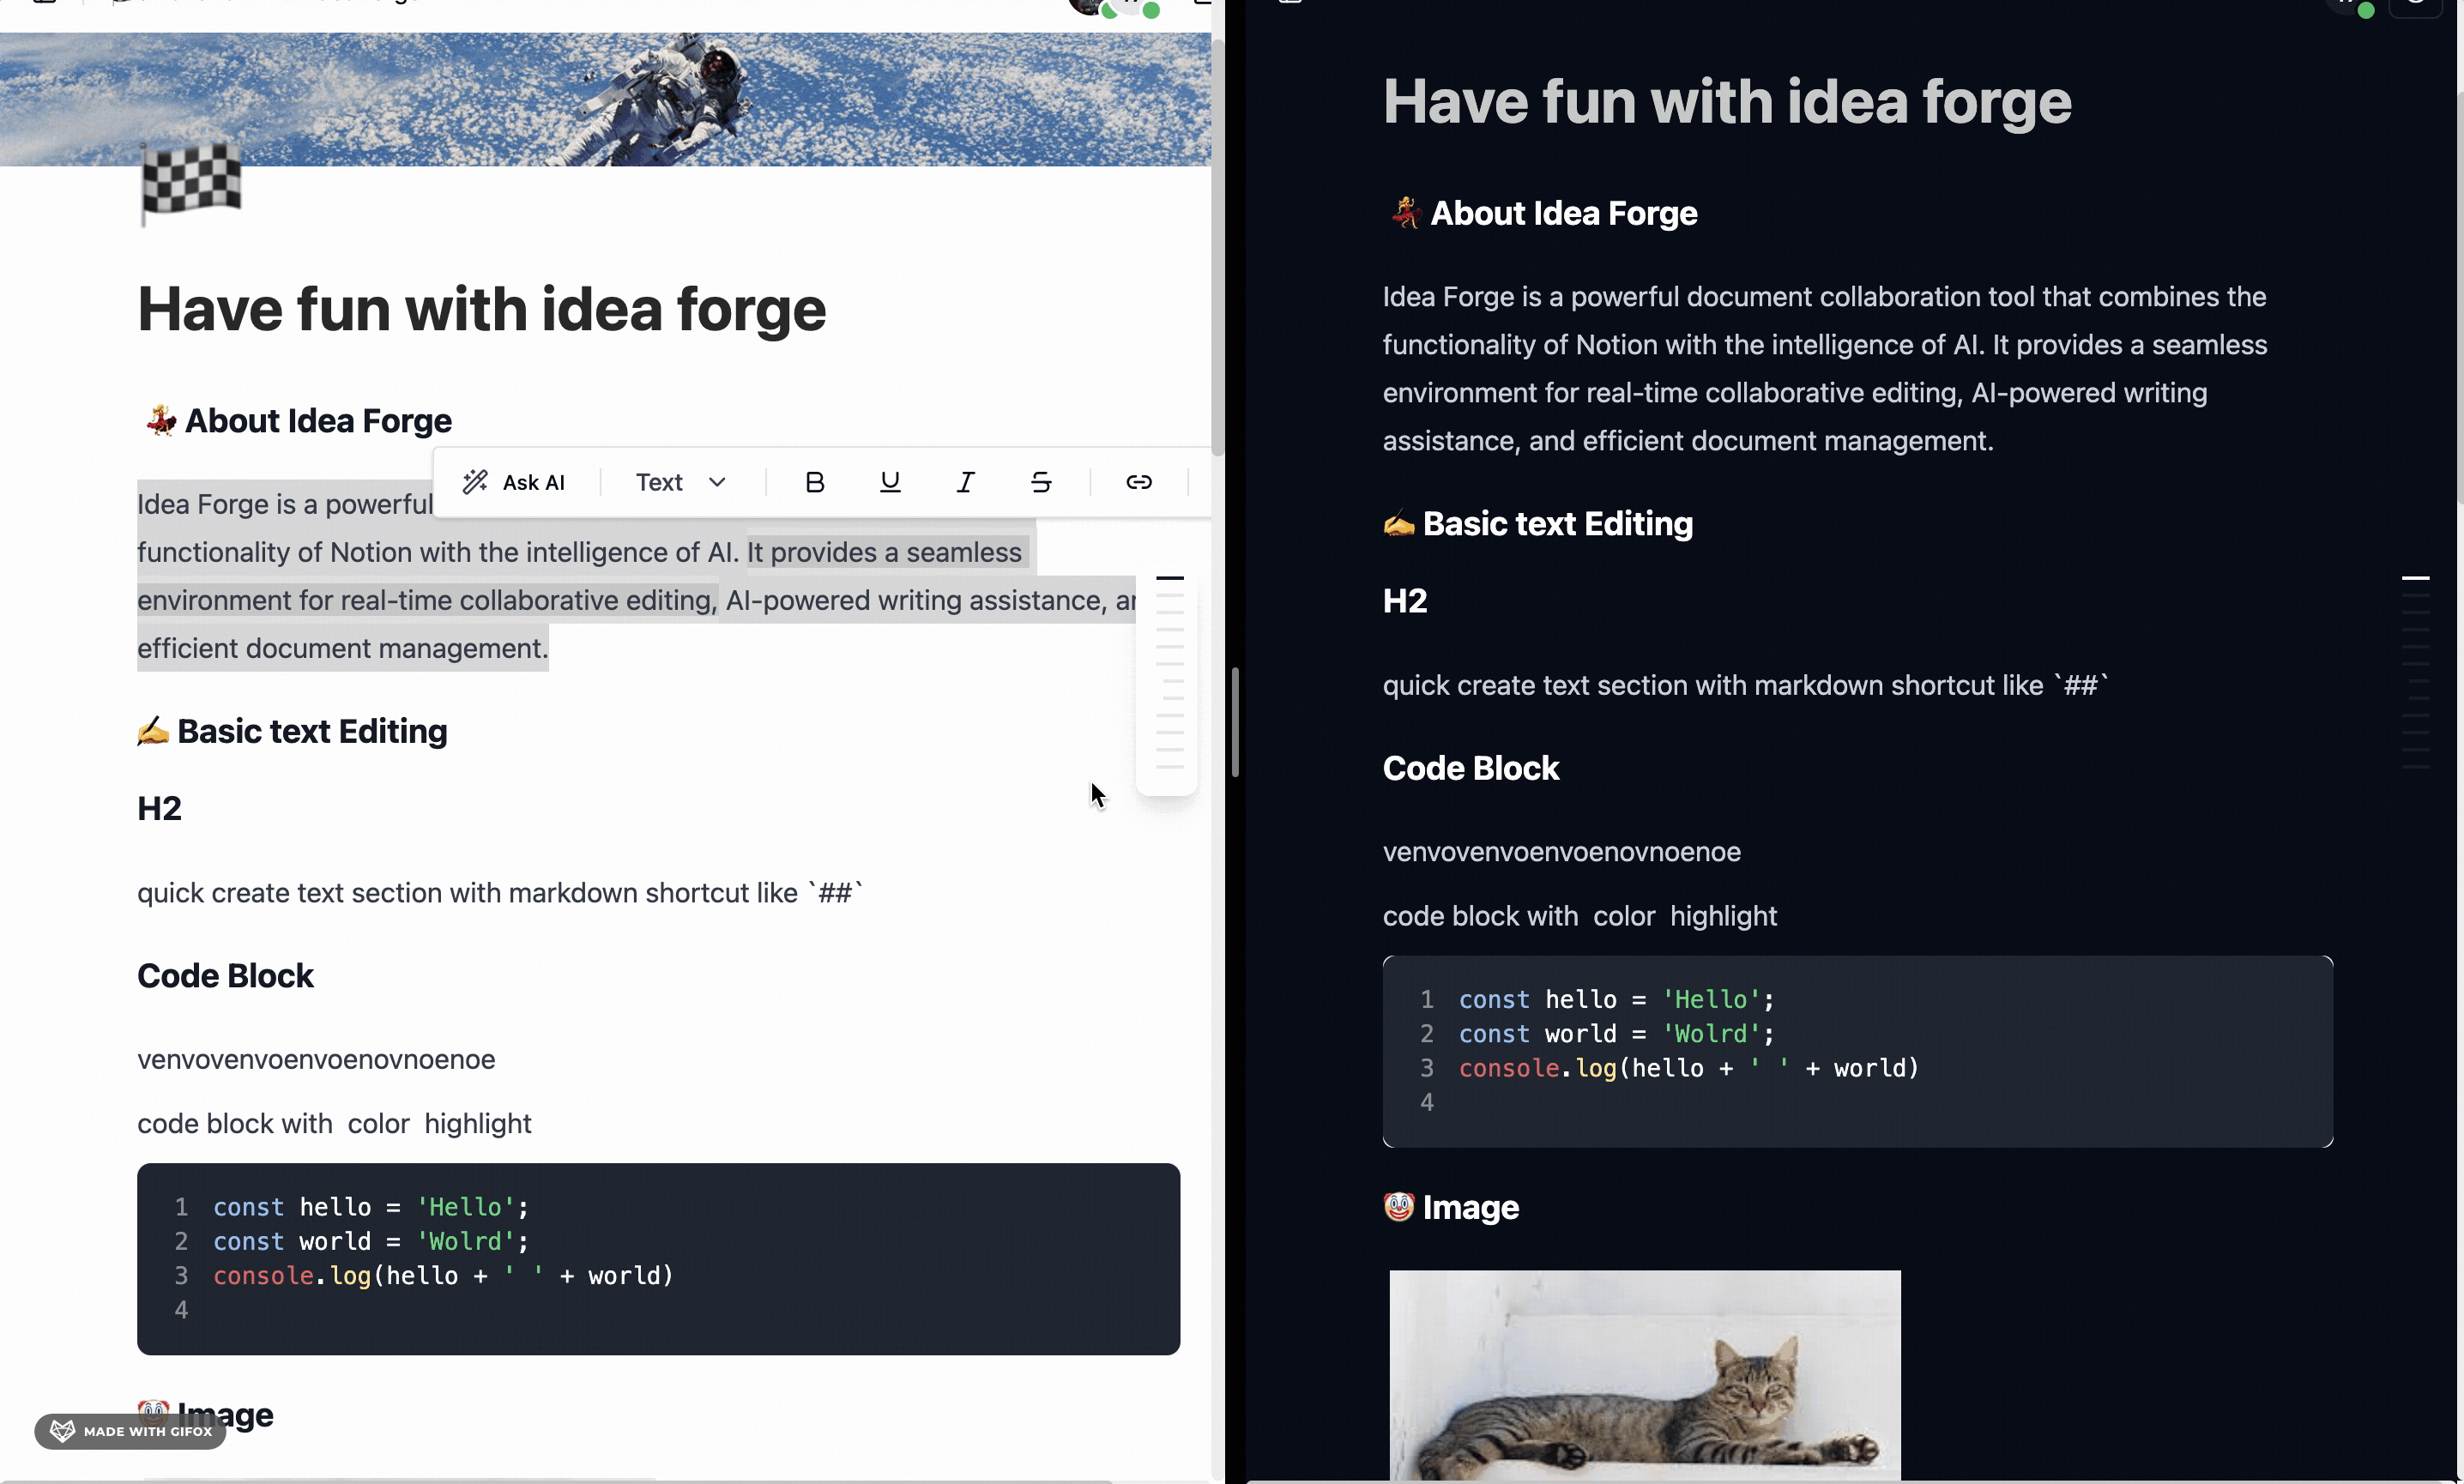 Have fun with idea forge
💃 About Idea Forge
Ask AI
Text
B
U
I
S
Idea Forge is a powerful
functionality of Notion with the intelligence of AI. It provides a seamless
environment for real-time collaborative editing, AI-powered writing assistance,
efficient document management.
✍️ Basic text Editing
H2
quick create text section with markdown shortcut like `##`
Code Block
venvovenvoenvoenovnoenoe
code block with color highlight
1 const hello = 'Hello';
2 const world = 'Wolrd';
3 console.log(hello + ' ' + world)
4
🤡 Image
MADE WITH GIFOX
Have fun with idea forge
💃 About Idea Forge
Idea Forge is a powerful document collaboration tool that combines the
functionality of Notion with the intelligence of AI. It provides a seamless
environment for real-time collaborative editing, AI-powered writing
assistance, and efficient document management.
✍️ Basic text Editing
H2
quick create text section with markdown shortcut like `##`
Code Block
venvovenvoenvoenovnoenoe
code block with color highlight
1 const hello = 'Hello';
2 const world = 'Wolrd';
3 console.log(hello + ' ' + world)
4
🤡 Image